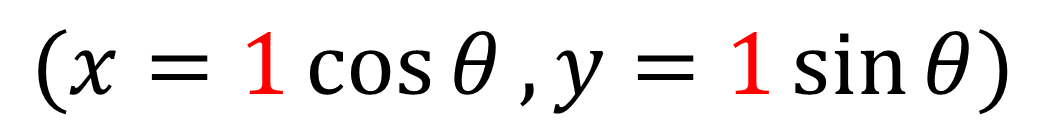 (𝑥 = 1 cos 𝜃 , 𝑦 = 1 sin 𝜃)